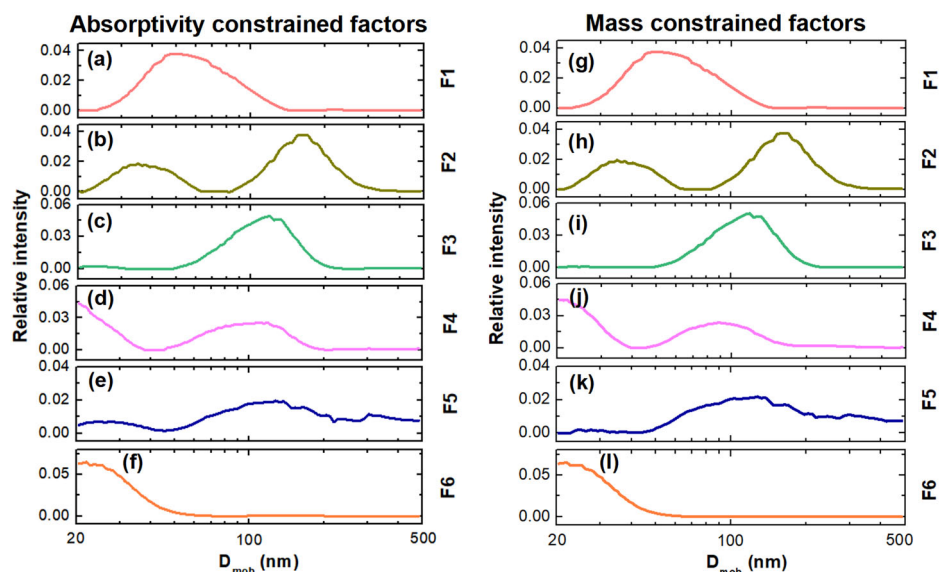 Absorptivity constrained factors
Mass constrained factors
Relative intensity
0.04
0.02
0.00
(a)
F1
0.04
0.02
0.00
(b)
F2
0.06
0.03
0.00
(c)
F3
0.06
0.03
0.00
(d)
F4
0.04
0.02
0.00
(e)
F5
0.05
0.00
(f)
F6
20
100
500
D_mob (nm)
Relative intensity
0.04
0.02
0.00
(g)
F1
0.04
0.02
0.00
(h)
F2
0.06
0.03
0.00
(i)
F3
0.06
0.03
0.00
(j)
F4
0.04
0.02
0.00
(k)
F5
0.05
0.00
(l)
F6
20
100
500
D_mob (nm)